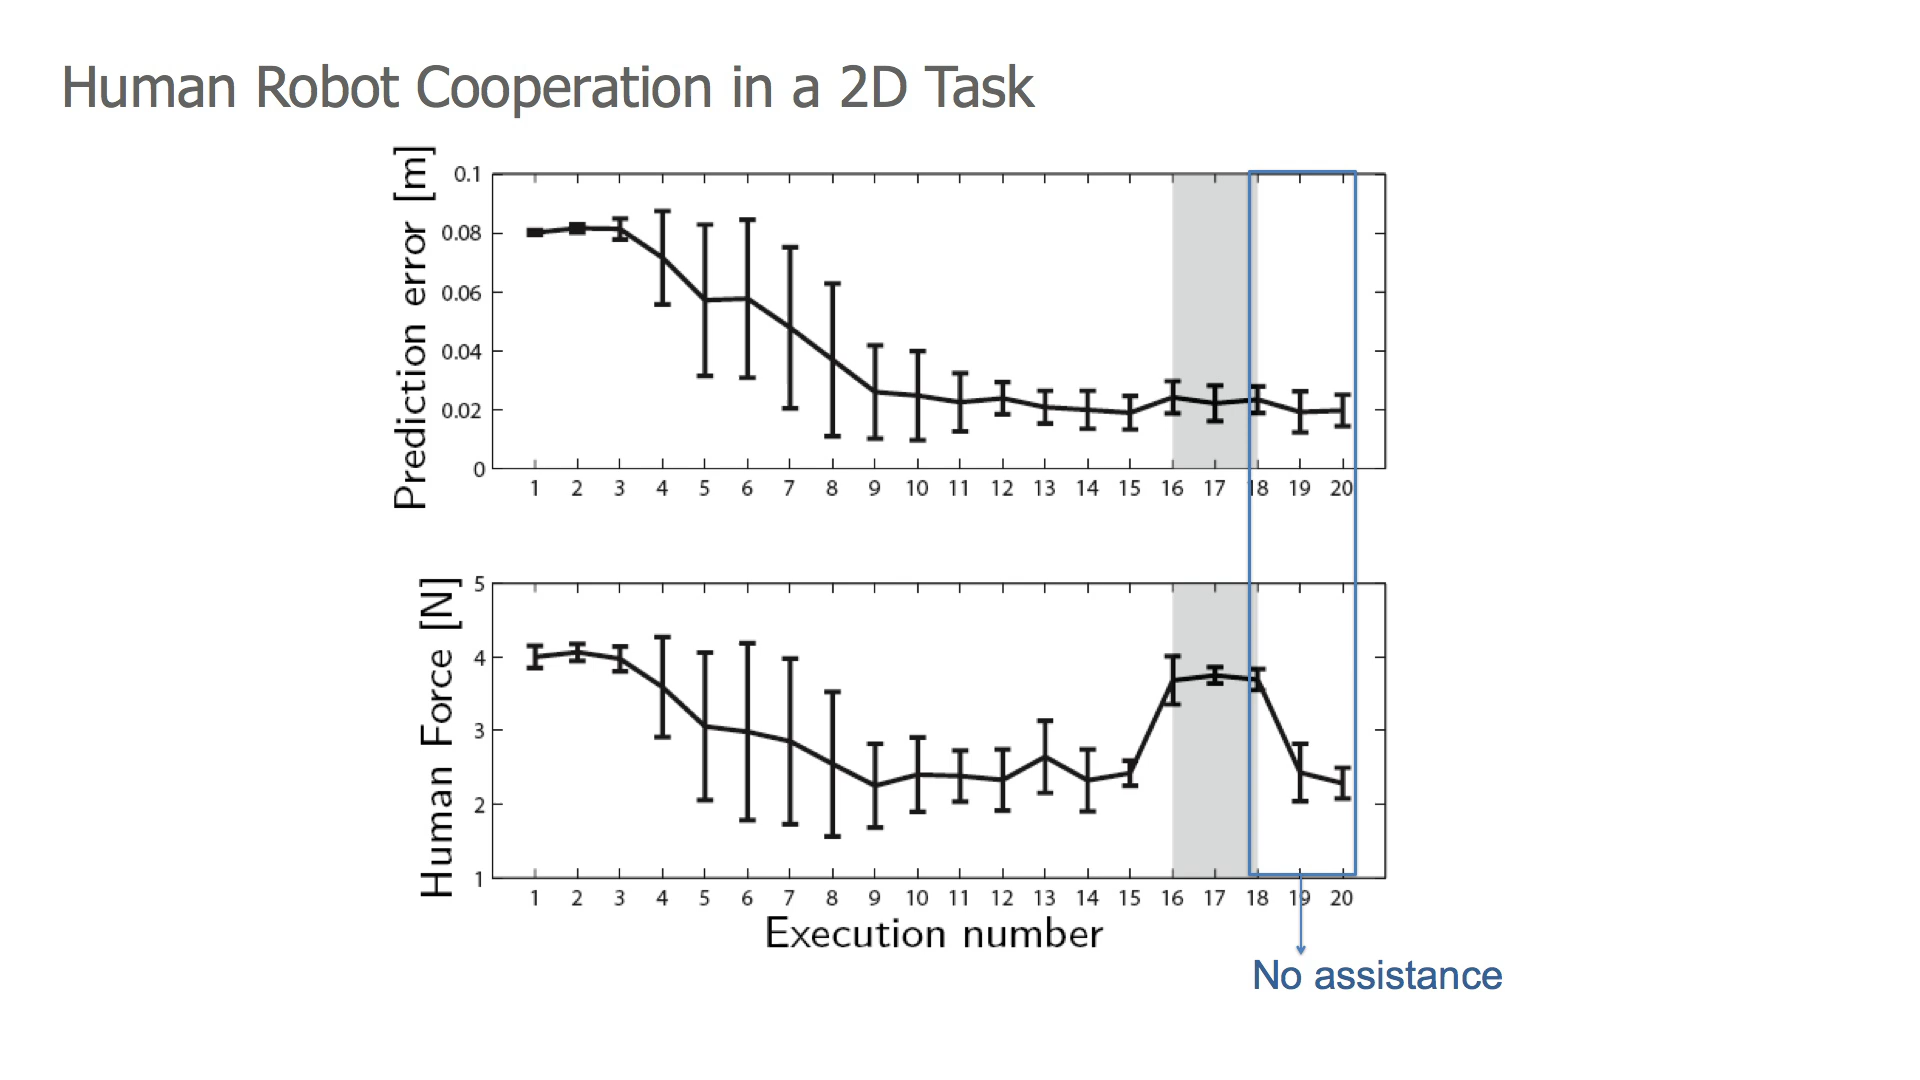 Human Robot Cooperation in a 2D Task
Prediction error [m]
0.1
0.08
0.06
0.04
0.02
0
1 2 3 4 5 6 7 8 9 10 11 12 13 14 15 16 17 18 19 20
Human Force [N]
5
4
3
2
1
1 2 3 4 5 6 7 8 9 10 11 12 13 14 15 16 17 18 19 20
Execution number
No assistance